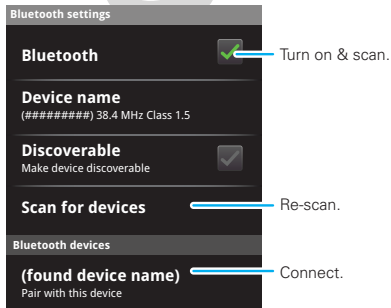 Bluetooth settings
Bluetooth
Turn on & scan.
Device name
(#########) 38.4 MHz Class 1.5
Discoverable
Make device discoverable
Scan for devices
Re-scan.
Bluetooth devices
(found device name)
Connect.
Pair with this device